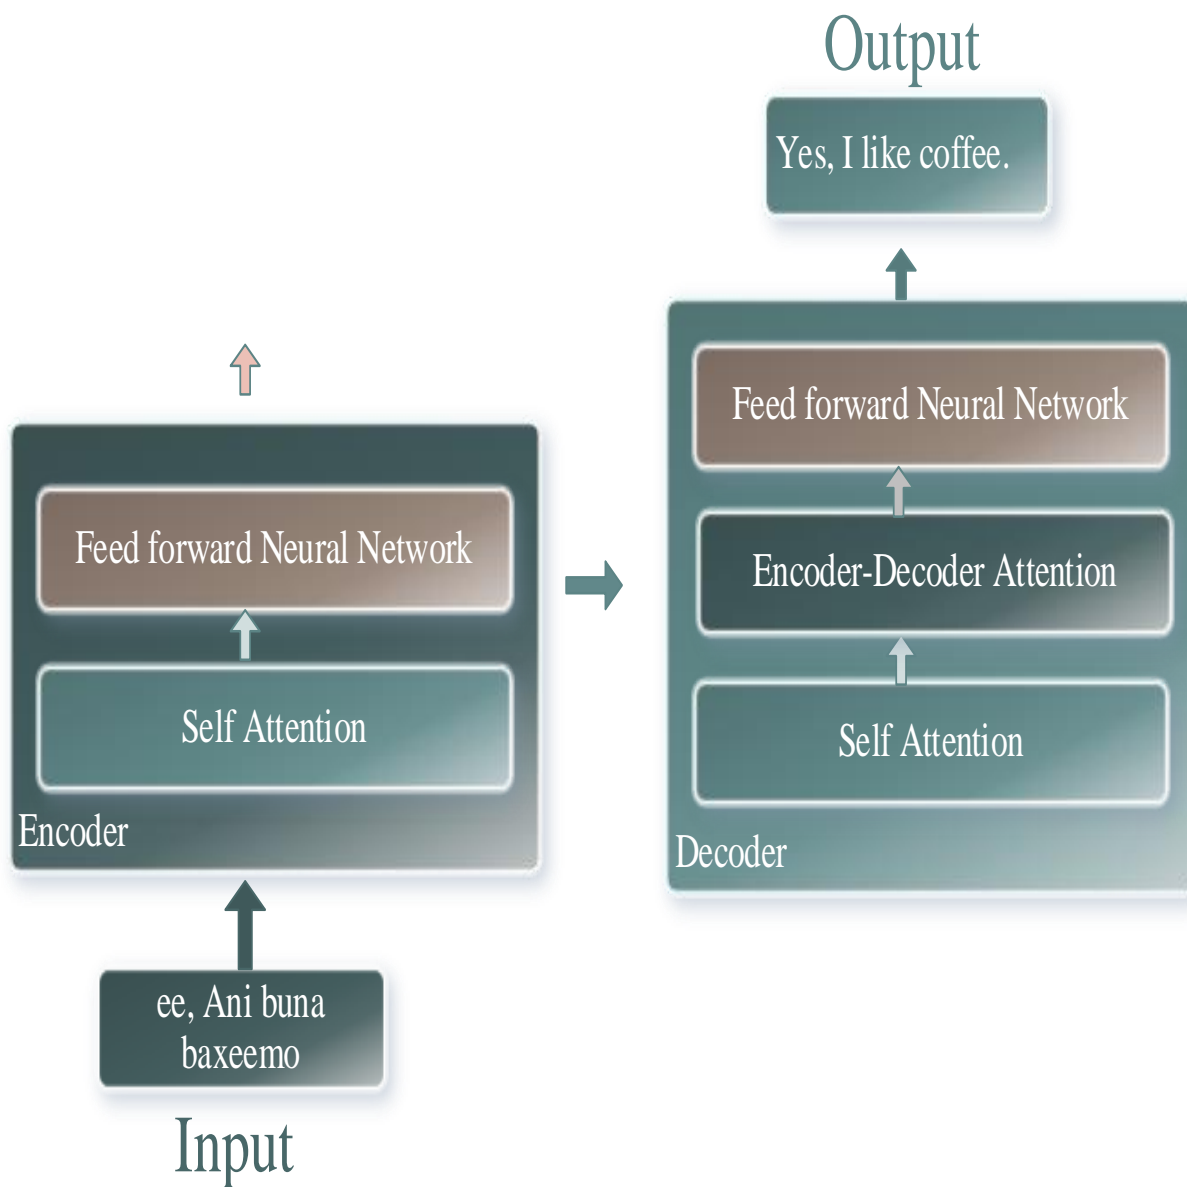 Output
Yes, I like coffee.
Feed forward Neural Network
Encoder-Decoder Attention
Self Attention
Decoder
Feed forward Neural Network
Self Attention
Encoder
ee, Ani buna
baxeemo
Input